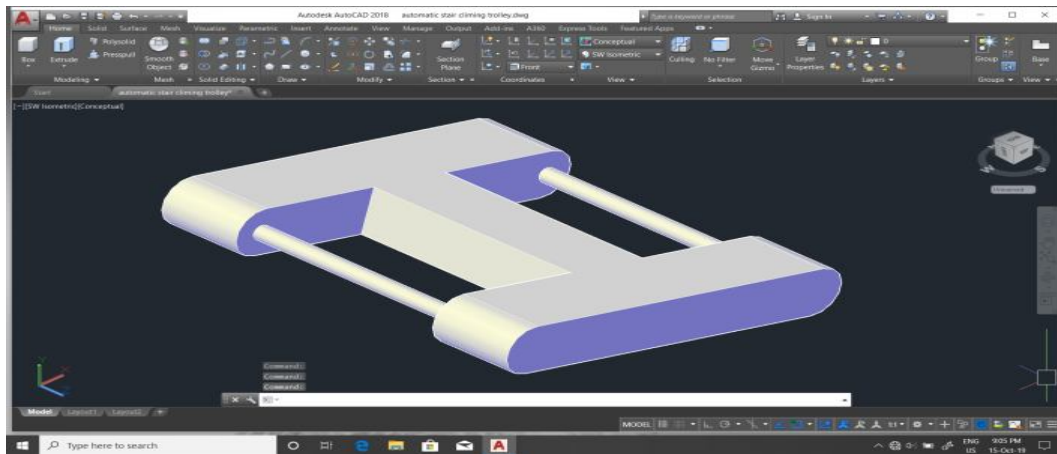 Autodesk AutoCAD 2018 automatic stair climing trolley.dwg
Type a keyword or phrase
Sign In
Home Solid Surface Mesh Visualize Parametric Insert Annotate View Manage Output Add-ins A360 Express Tools Featured Apps
Polysolid
Presspull
Box Extrude
Smooth
Object
Section
Plane
Front
Conceptual
SW Isometric
Culling No Filter Move
Gizmo
Layer
Properties
0
Group Base
Modeling Mesh Solid Editing Draw Modify Section Coordinates View Selection Layers Groups View
Start automatic stair climing trolley*
[−][SW Isometric][Conceptual]
Unnamed
Command:
Command:
Command:
Model Layout1 Layout2 +
MODEL 1:1
Type here to search
ENG 9:05 PM
US 15-Oct-19